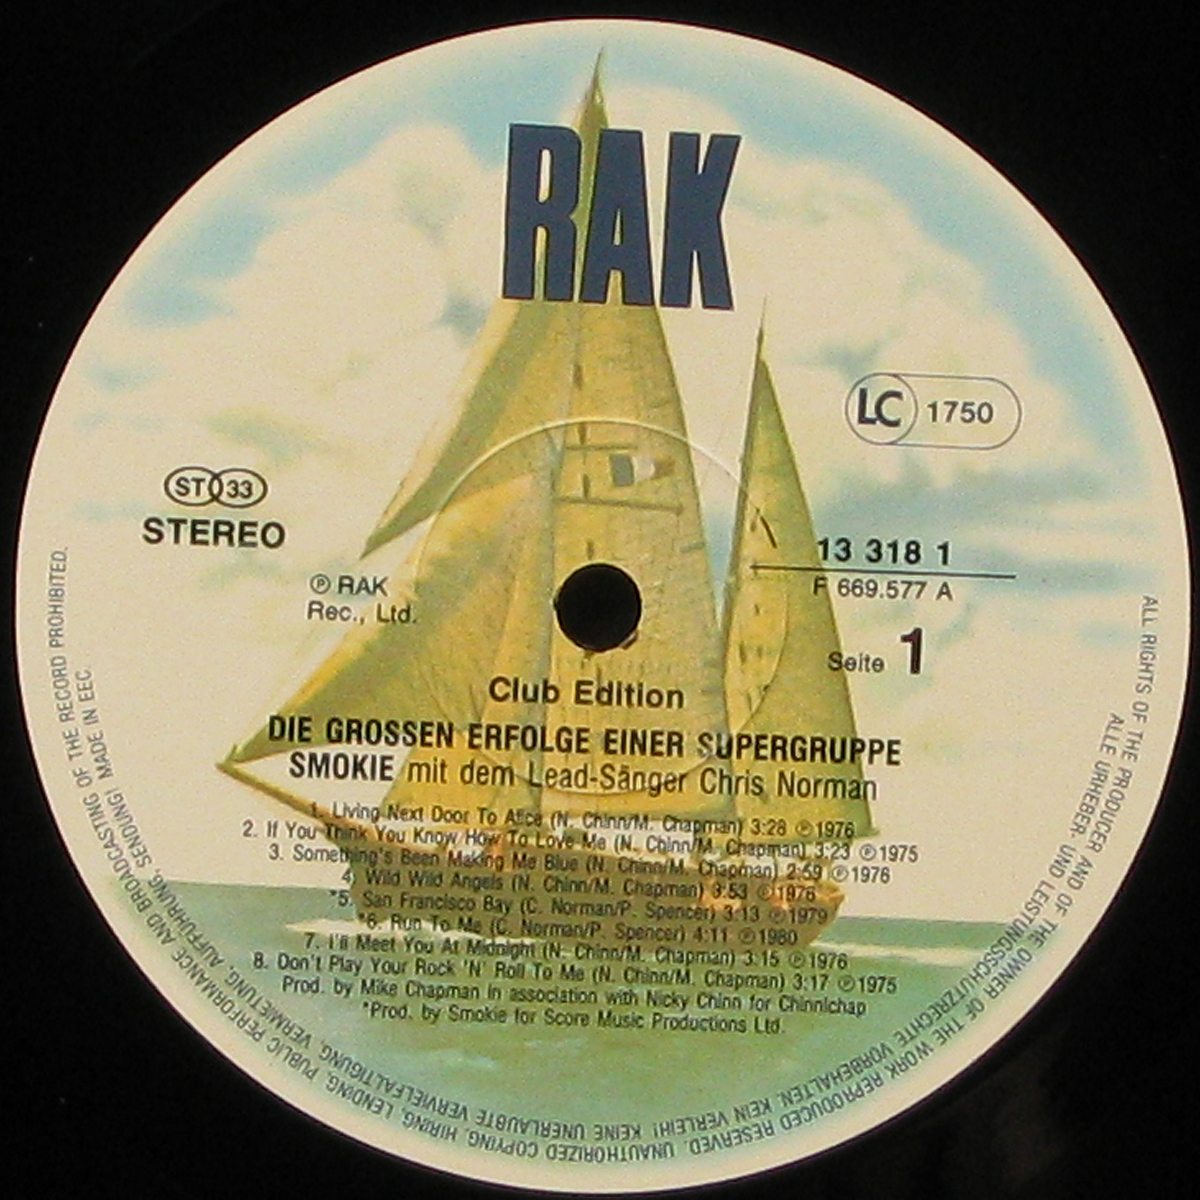 RAK
LC 1750
ST 33
STEREO
13 318 1
F 669.577 A
℗ RAK
Rec., Ltd.
Seite 1
Club Edition
DIE GROSSEN ERFOLGE EINER SUPERGRUPPE
SMOKIE mit dem Lead-Sänger Chris Norman
1. Living Next Door To Alice (N. Chinn/M. Chapman) 3:28 ℗ 1976
2. If You Think You Know How To Love Me (N. Chinn/M. Chapman) 3:23 ℗ 1975
3. Something's Been Making Me Blue (N. Chinn/M. Chapman) 2:59 ℗ 1976
4. Wild Wild Angels (N. Chinn/M. Chapman) 3:53 ℗ 1976
*5. San Francisco Bay (C. Norman/P. Spencer) 3:13 ℗ 1979
*6. Run To Me (C. Norman/P. Spencer) 4:11 ℗ 1980
7. I'll Meet You At Midnight (N. Chinn/M. Chapman) 3:15 ℗ 1976
8. Don't Play Your Rock 'N' Roll To Me (N. Chinn/M. Chapman) 3:17 ℗ 1975
Prod. by Mike Chapman in association with Nicky Chinn for Chinnichap
*Prod. by Smokie for Score Music Productions Ltd.
ALL RIGHTS OF THE PRODUCER AND OF THE OWNER OF THE WORK REPRODUCED RESERVED. UNAUTHORIZED COPYING, HIRING, LENDING, PUBLIC PERFORMANCE AND BROADCASTING OF THE RECORD PROHIBITED.
ALLE URHEBER- UND LEISTUNGSSCHUTZRECHTE VORBEHALTEN. KEIN VERLEIH! KEINE UNERLAUBTE VERVIELFÄLTIGUNG, VERMIETUNG, AUFFÜHRUNG, SENDUNG! MADE IN EEC.